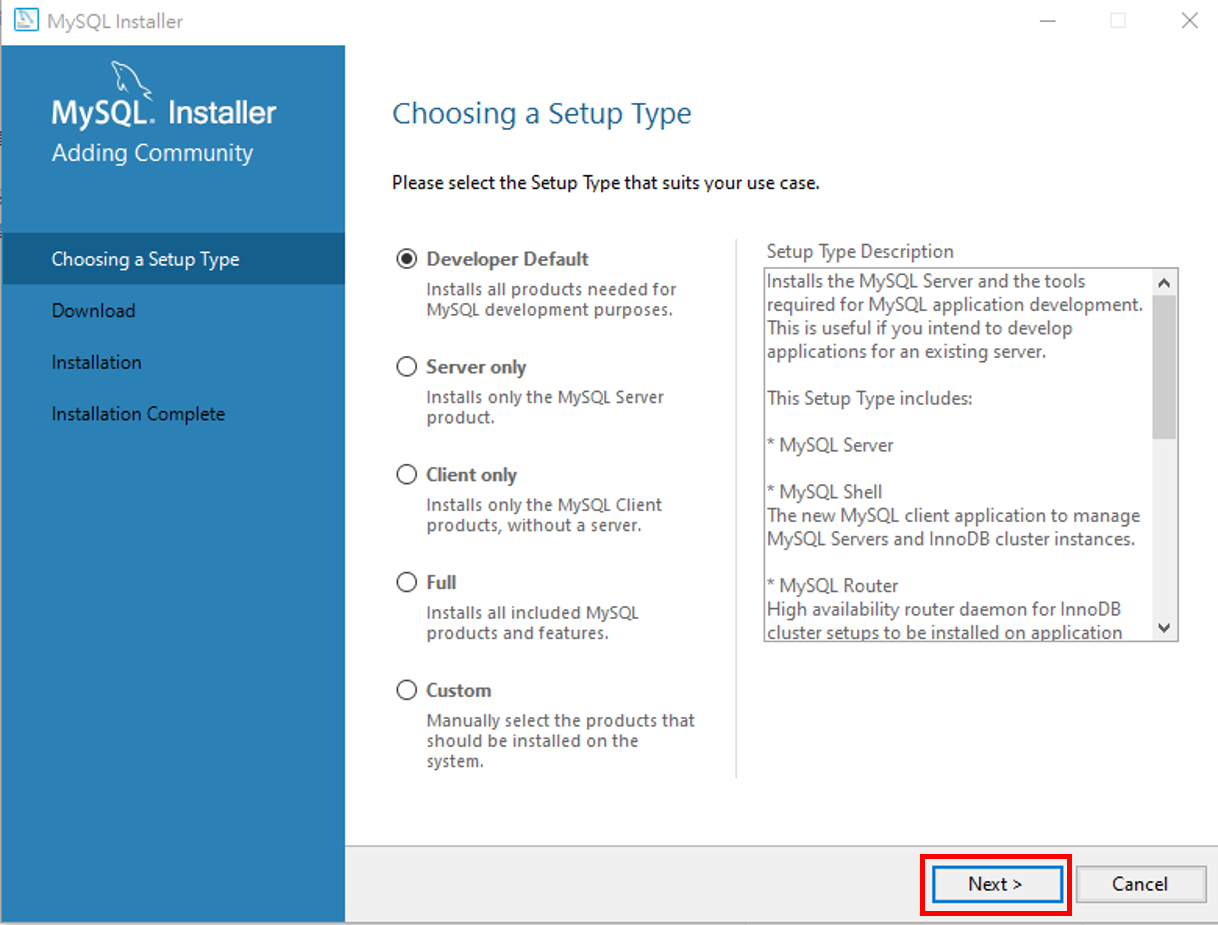 MySQL Installer
MySQL. Installer
Adding Community
Choosing a Setup Type
Download
Installation
Installation Complete
Choosing a Setup Type
Please select the Setup Type that suits your use case.
Developer Default
Installs all products needed for
MySQL development purposes.
Server only
Installs only the MySQL Server
product.
Client only
Installs only the MySQL Client
products, without a server.
Full
Installs all included MySQL
products and features.
Custom
Manually select the products that
should be installed on the
system.
Setup Type Description
Installs the MySQL Server and the tools
required for MySQL application development.
This is useful if you intend to develop
applications for an existing server.
This Setup Type includes:
* MySQL Server
* MySQL Shell
The new MySQL client application to manage
MySQL Servers and InnoDB cluster instances.
* MySQL Router
High availability router daemon for InnoDB
cluster setups to be installed on application
Next >
Cancel